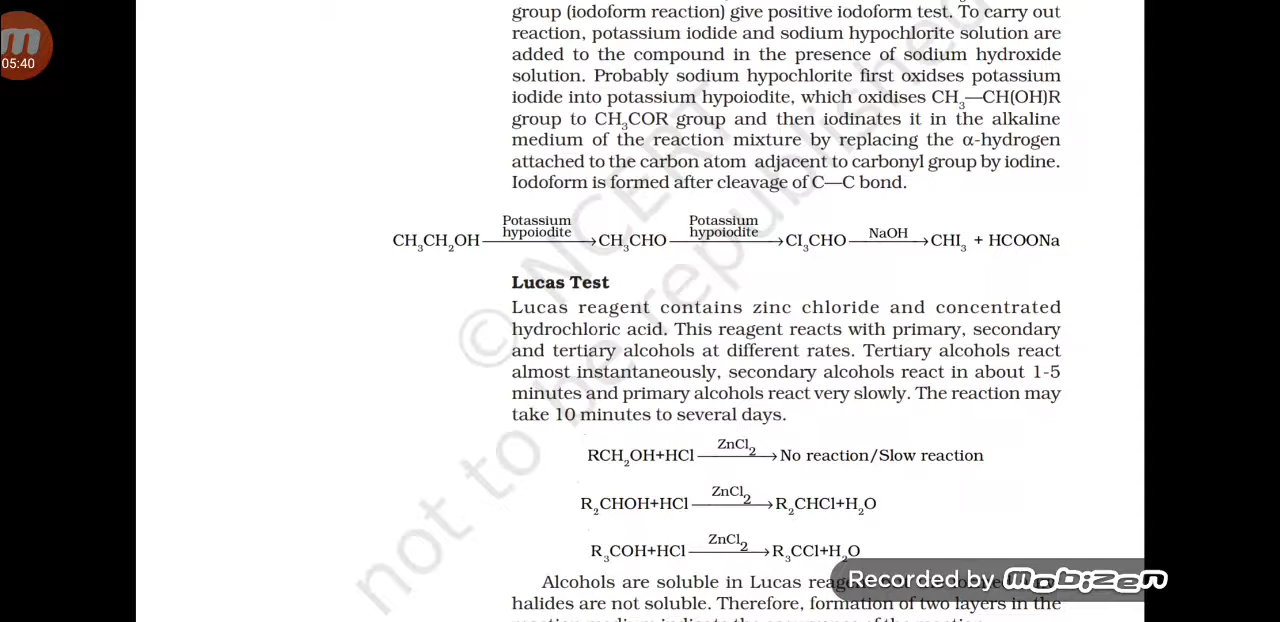 05:40
group (iodoform reaction) give positive iodoform test. To carry out
reaction, potassium iodide and sodium hypochlorite solution are
added to the compound in the presence of sodium hydroxide
solution. Probably sodium hypochlorite first oxidses potassium
iodide into potassium hypoiodite, which oxidises CH₃—CH(OH)R
group to CH₃COR group and then iodinates it in the alkaline
medium of the reaction mixture by replacing the α-hydrogen
attached to the carbon atom adjacent to carbonyl group by iodine.
Iodoform is formed after cleavage of C—C bond.
Potassium hypoiodite Potassium hypoiodite NaOH
CH₃CH₂OH → CH₃CHO → CI₃CHO → CHI₃ + HCOONa
Lucas Test
Lucas reagent contains zinc chloride and concentrated
hydrochloric acid. This reagent reacts with primary, secondary
and tertiary alcohols at different rates. Tertiary alcohols react
almost instantaneously, secondary alcohols react in about 1-5
minutes and primary alcohols react very slowly. The reaction may
take 10 minutes to several days.
ZnCl₂
RCH₂OH+HCl → No reaction/Slow reaction
ZnCl₂
R₂CHOH+HCl → R₂CHCl+H₂O
ZnCl₂
R₃COH+HCl → R₃CCl+H₂O
Alcohols are soluble in Lucas
halides are not soluble. Therefore, formation of two layers in the
Recorded by Mobizen
© NCERT
not to be republished